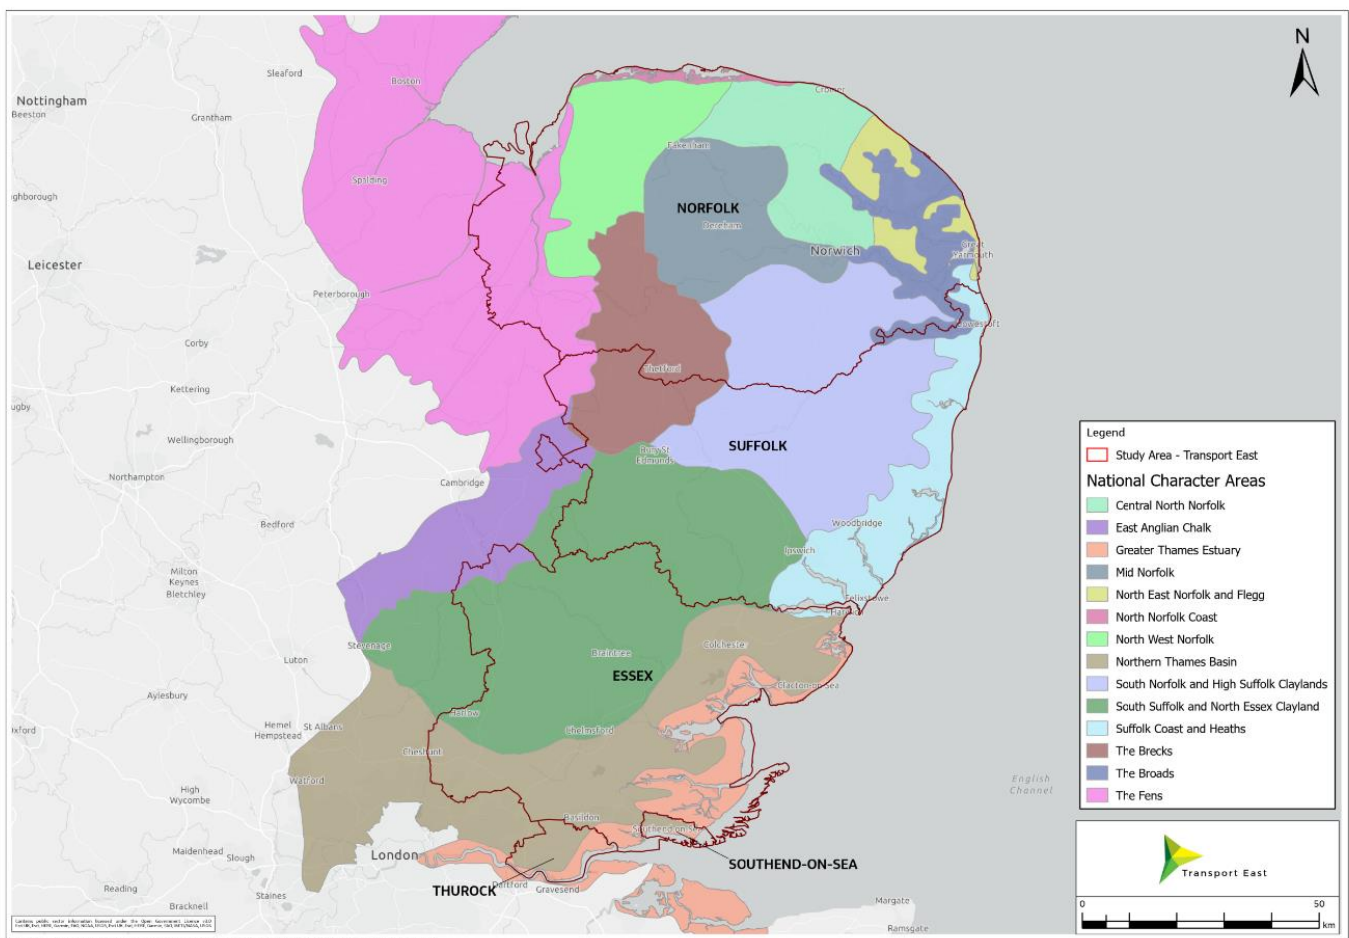 N
Sleaford
Boston
Nottingham
Beeston
Grantham
Cromer
Fakenham
Spalding
ghborough
NORFOLK
Dereham
Norwich
Great
Yarmouth
Leicester
Peterborough
Lowestoft
Corby
Thetford
Kettering
ugby
Wellingborough
SUFFOLK
Bury St
Edmunds
Northampton
Cambridge
Bedford
Woodbridge
Ipswich
Milton
Keynes
Bletchley
Felixstowe
Harwich
Stevenage
Colchester
Luton
Braintree
ESSEX
Clacton-on-Sea
Aylesbury
Harlow
Hemel
Hempstead
St Albans
Chelmsford
xford
Cheshunt
Watford
English
Channel
High
Wycombe
Basildon
Southend-on-Sea
Maidenhead
Slough
London
SOUTHEND-ON-SEA
THUROCK
Dartford
Gravesend
Reading
Staines
Bracknell
Margate
Ramsgate
Legend
Study Area - Transport East
National Character Areas
Central North Norfolk
East Anglian Chalk
Greater Thames Estuary
Mid Norfolk
North East Norfolk and Flegg
North Norfolk Coast
North West Norfolk
Northern Thames Basin
South Norfolk and High Suffolk Claylands
South Suffolk and North Essex Clayland
Suffolk Coast and Heaths
The Brecks
The Broads
The Fens
Transport East
0 50
km